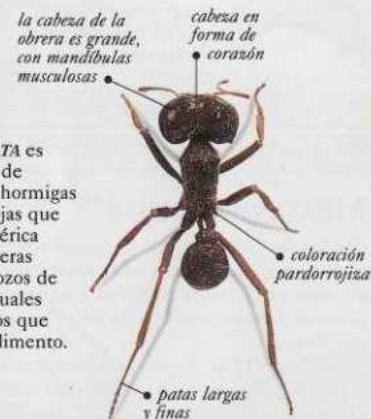 la cabeza de la
obrera es grande,
con mandíbulas
musculosas
cabeza en
forma de
corazón
TA es
de
hormigas
jas que
érica
eras
ozos de
uales
os que
limento.
coloración
pardorrojiza
patas largas
y finas